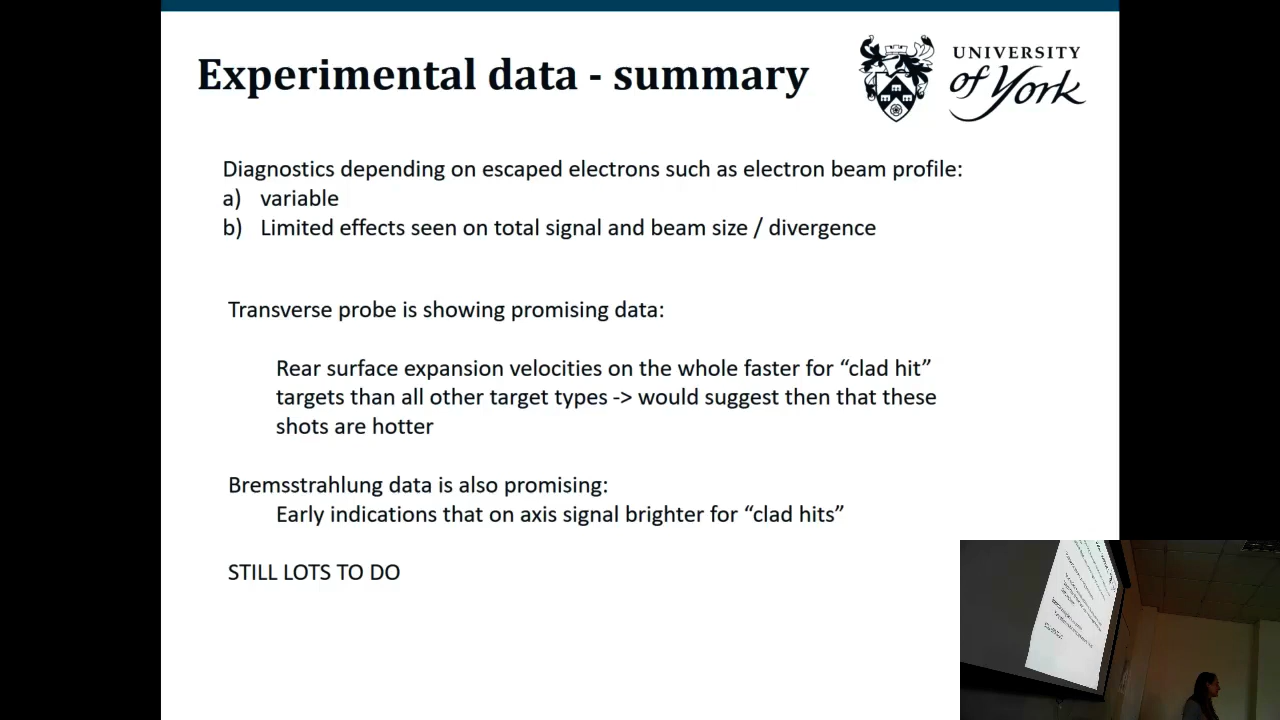 Experimental data - summary
UNIVERSITY
of York
Diagnostics depending on escaped electrons such as electron beam profile:
a) variable
b) Limited effects seen on total signal and beam size / divergence
Transverse probe is showing promising data:
Rear surface expansion velocities on the whole faster for “clad hit”
targets than all other target types -> would suggest then that these
shots are hotter
Bremsstrahlung data is also promising:
Early indications that on axis signal brighter for “clad hits”
STILL LOTS TO DO